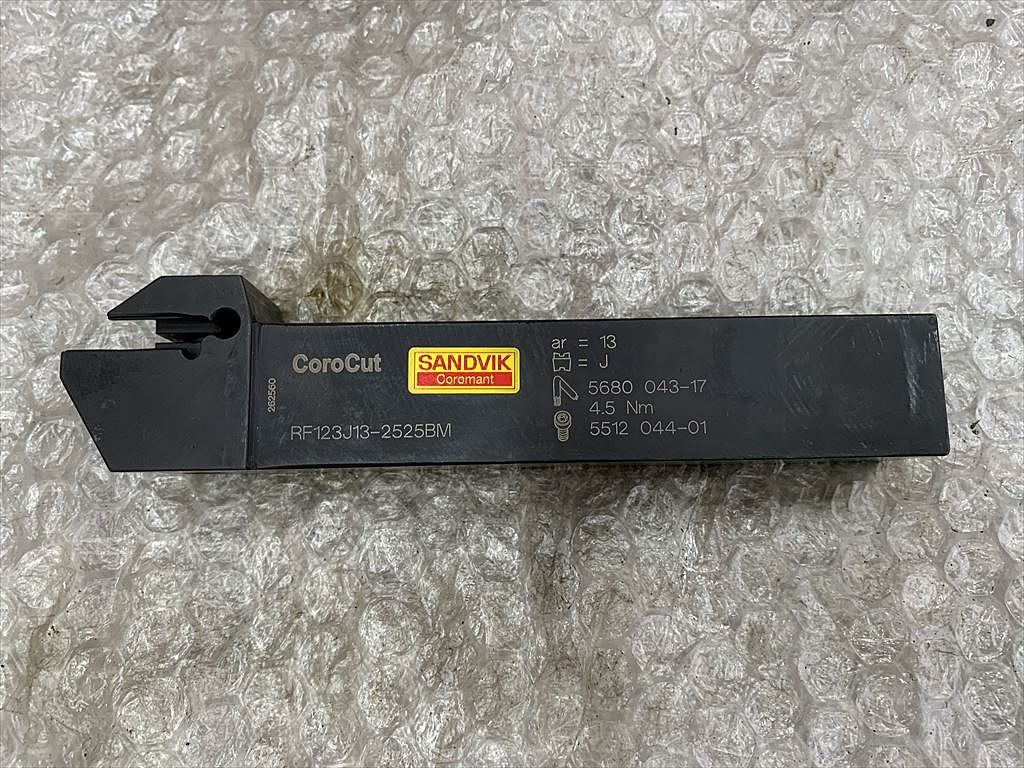 CoroCut
SANDVIK
Coromant
262560
RF123J13-2525BM
ar = 13
= J
5680 043-17
4.5 Nm
5512 044-01